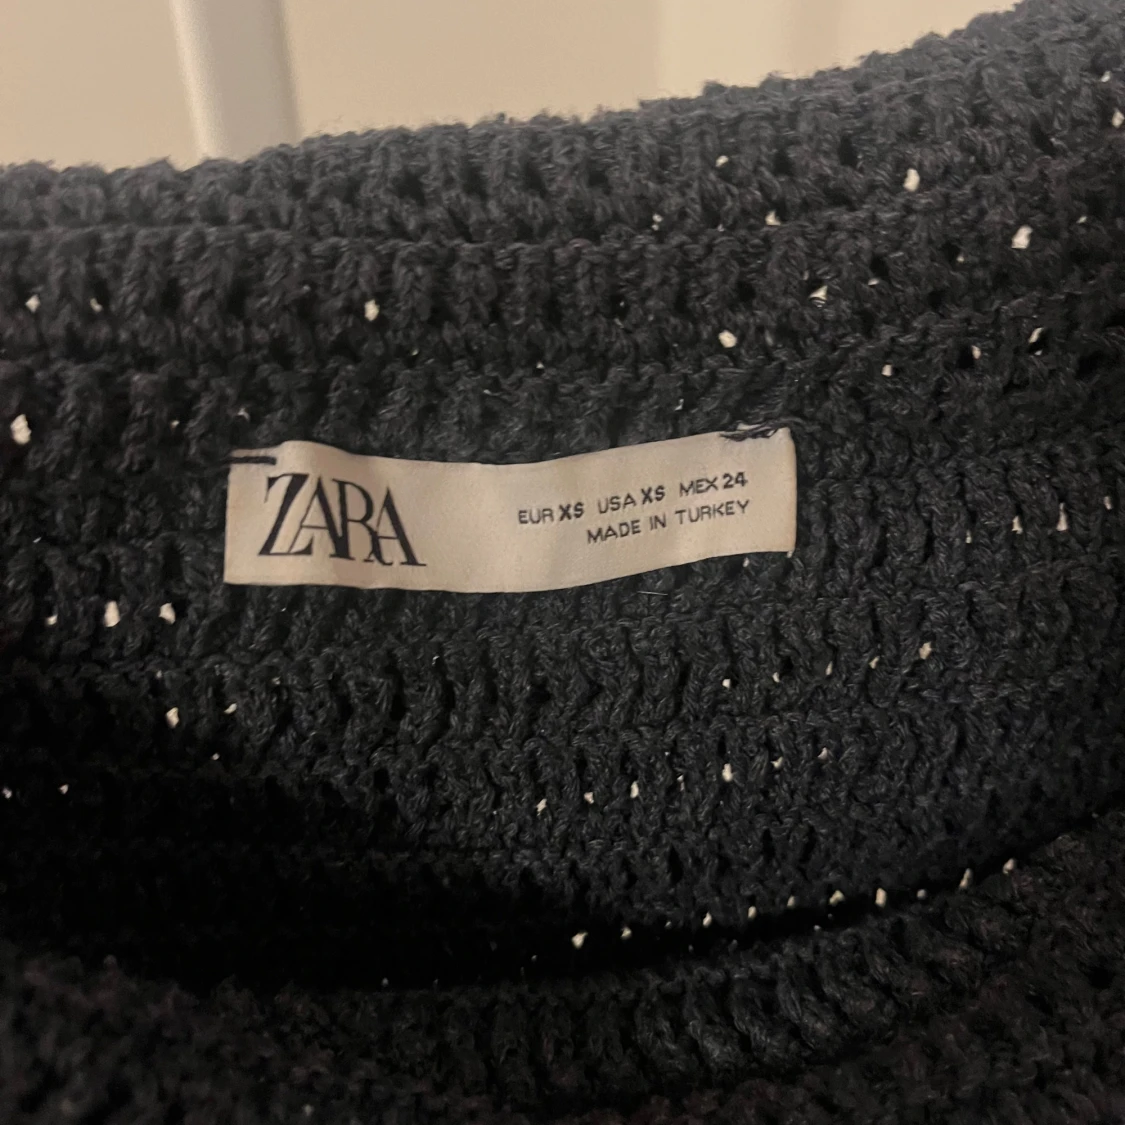 ZARA
EUR XS USA XS MEX 24
MADE IN TURKEY